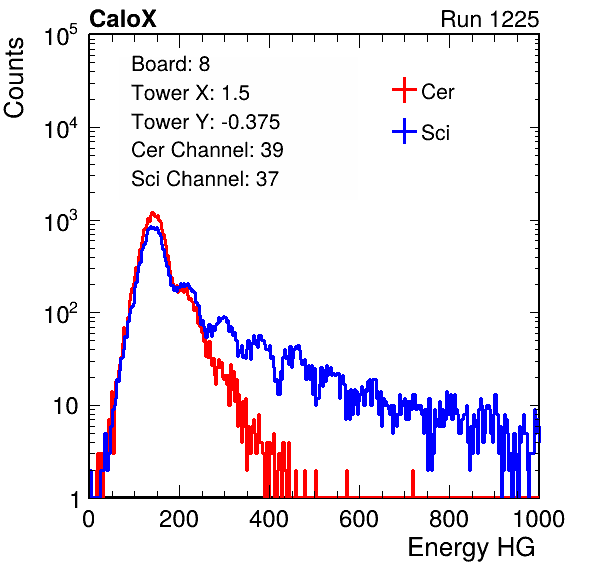 CaloX Run 1225
Counts
10^5
10^4
10^3
10^2
10
1
Board: 8
Tower X: 1.5
Tower Y: -0.375
Cer Channel: 39
Sci Channel: 37
Cer
Sci
0 200 400 600 800 1000
Energy HG